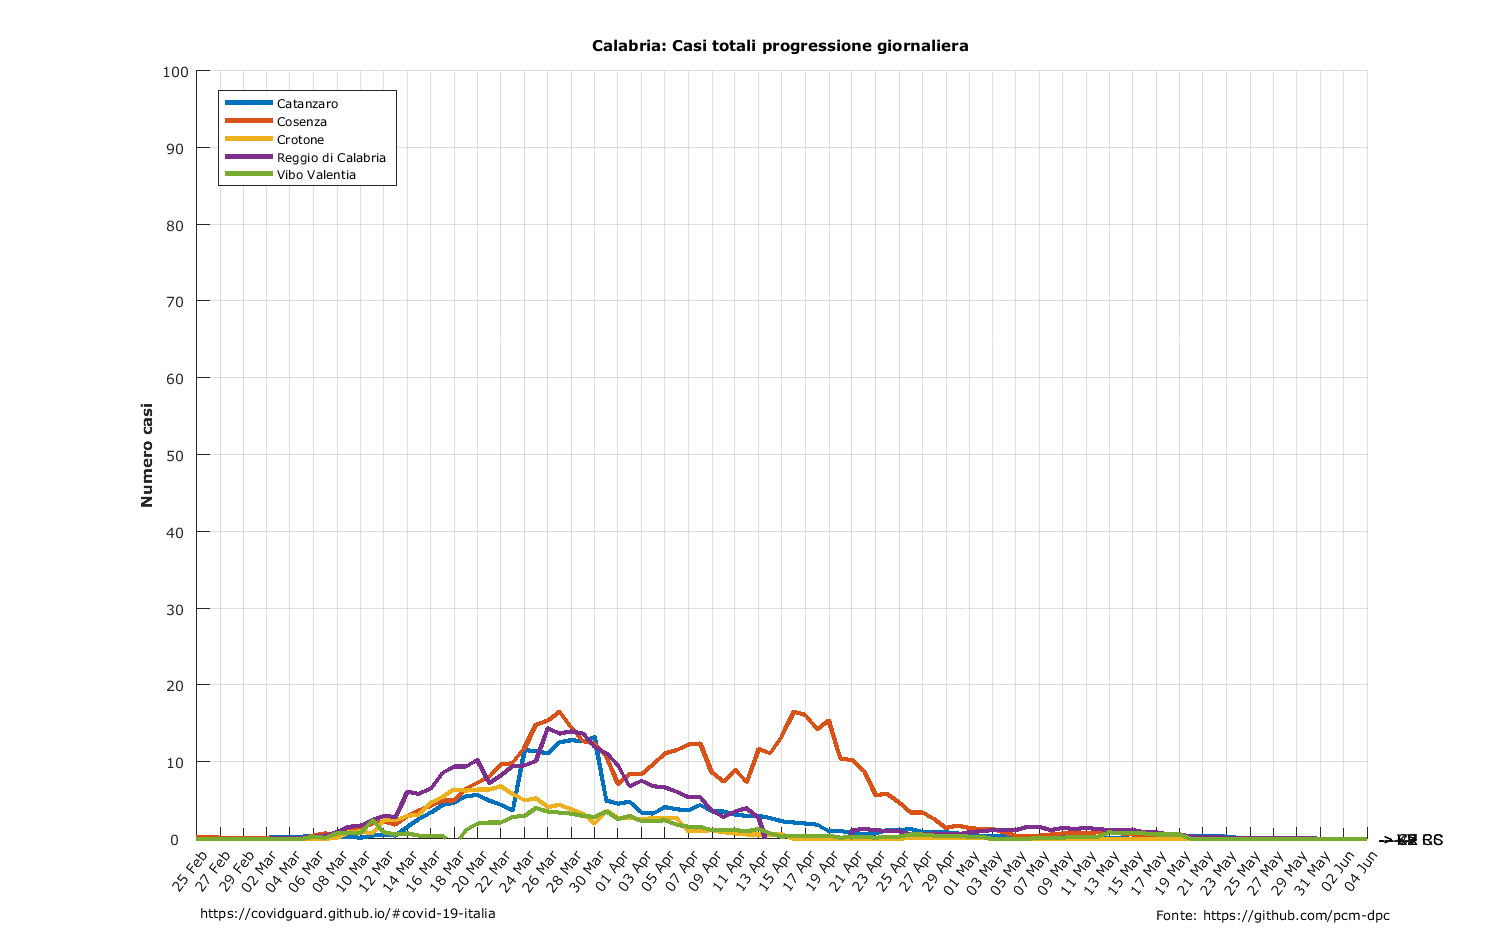 Calabria: Casi totali progressione giornaliera
100
90
80
70
60
50
40
30
20
10
0
Numero casi
Catanzaro
Cosenza
Crotone
Reggio di Calabria
Vibo Valentia
25 Feb
27 Feb
29 Feb
02 Mar
04 Mar
06 Mar
08 Mar
10 Mar
12 Mar
14 Mar
16 Mar
18 Mar
20 Mar
22 Mar
24 Mar
26 Mar
28 Mar
30 Mar
01 Apr
03 Apr
05 Apr
07 Apr
09 Apr
11 Apr
13 Apr
15 Apr
17 Apr
19 Apr
21 Apr
23 Apr
25 Apr
27 Apr
29 Apr
01 May
03 May
05 May
07 May
09 May
11 May
13 May
15 May
17 May
19 May
21 May
23 May
25 May
27 May
29 May
31 May
02 Jun
04 Jun
https://covidguard.github.io/#covid-19-italia
Fonte: https://github.com/pcm-dpc